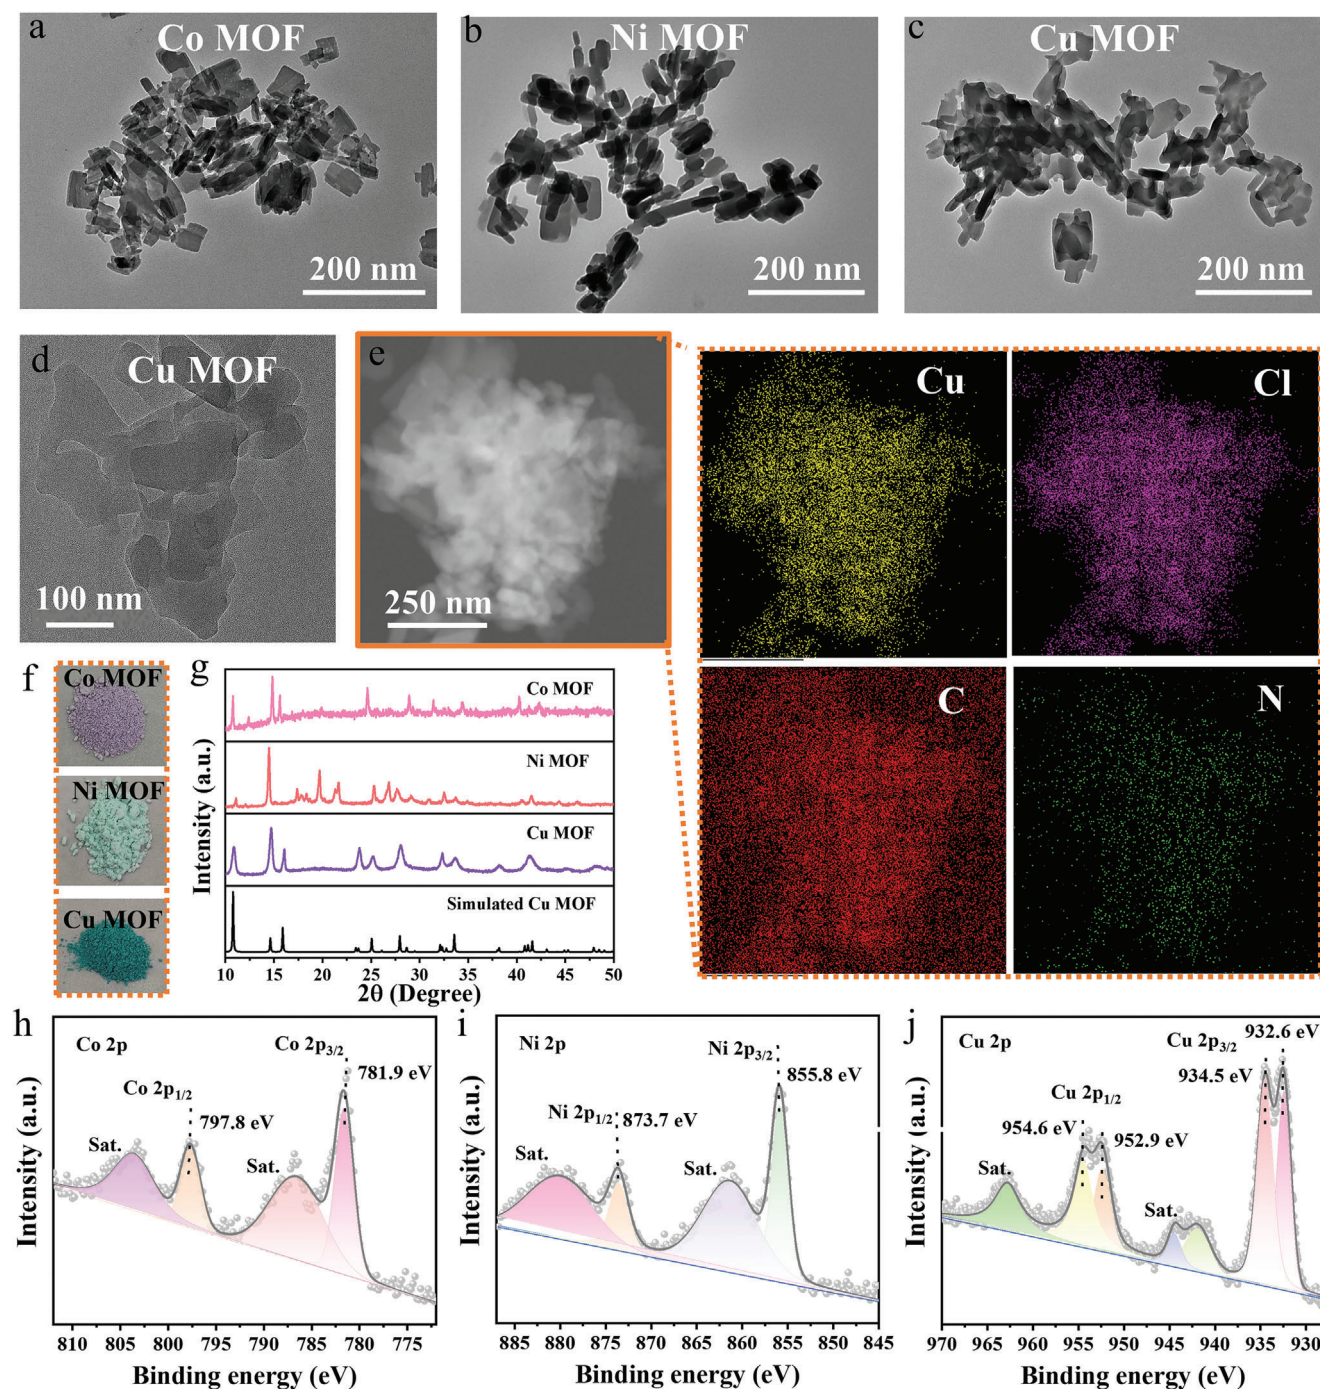 a
Co MOF
200 nm
b
Ni MOF
200 nm
c
Cu MOF
200 nm
d
Cu MOF
100 nm
e
250 nm
Cu
Cl
C
N
f
Co MOF
Ni MOF
Cu MOF
g
Intensity (a.u.)
Co MOF
Ni MOF
Cu MOF
Simulated Cu MOF
10 15 20 25 30 35 40 45 50
2θ (Degree)
h
Intensity (a.u.)
Co 2p
Co 2p3/2
781.9 eV
Co 2p1/2
797.8 eV
Sat.
Sat.
810 805 800 795 790 785 780 775
Binding energy (eV)
i
Intensity (a.u.)
Ni 2p
Ni 2p3/2
855.8 eV
Ni 2p1/2
873.7 eV
Sat.
Sat.
885 880 875 870 865 860 855 850 845
Binding energy (eV)
j
Intensity (a.u.)
Cu 2p
Cu 2p3/2
932.6 eV
934.5 eV
Cu 2p1/2
954.6 eV
952.9 eV
Sat.
Sat.
970 965 960 955 950 945 940 935 930
Binding energy (eV)